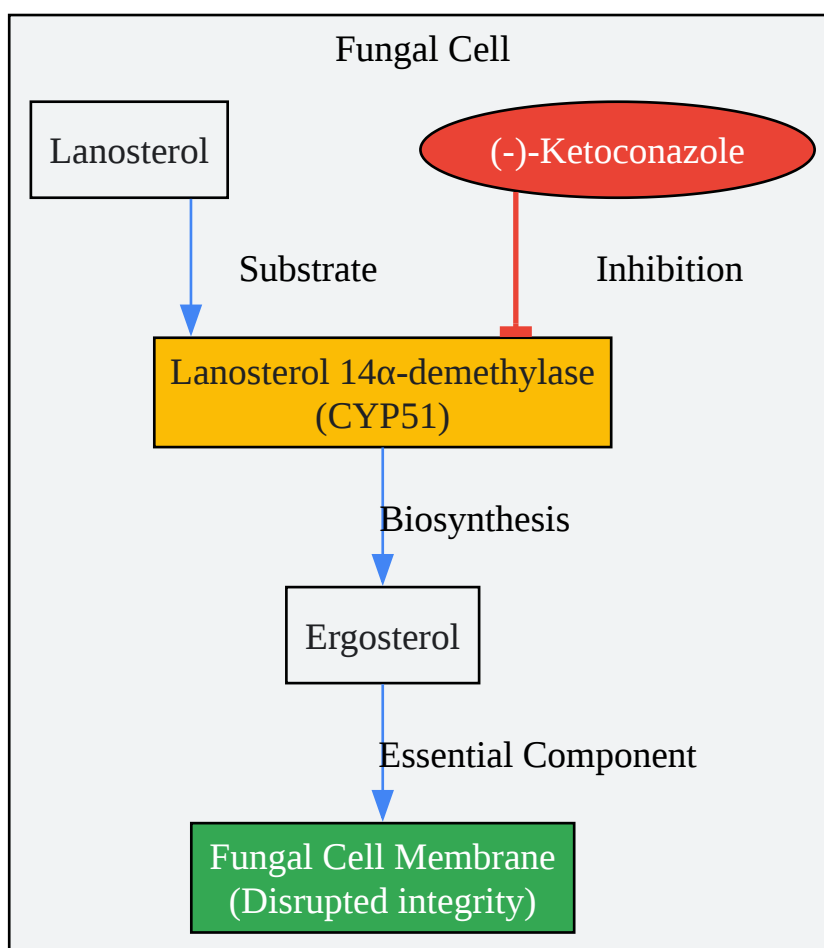 Fungal Cell
Lanosterol
(-)-Ketoconazole
Substrate
Inhibition
Lanosterol 14α-demethylase
(CYP51)
Biosynthesis
Ergosterol
Essential Component
Fungal Cell Membrane
(Disrupted integrity)